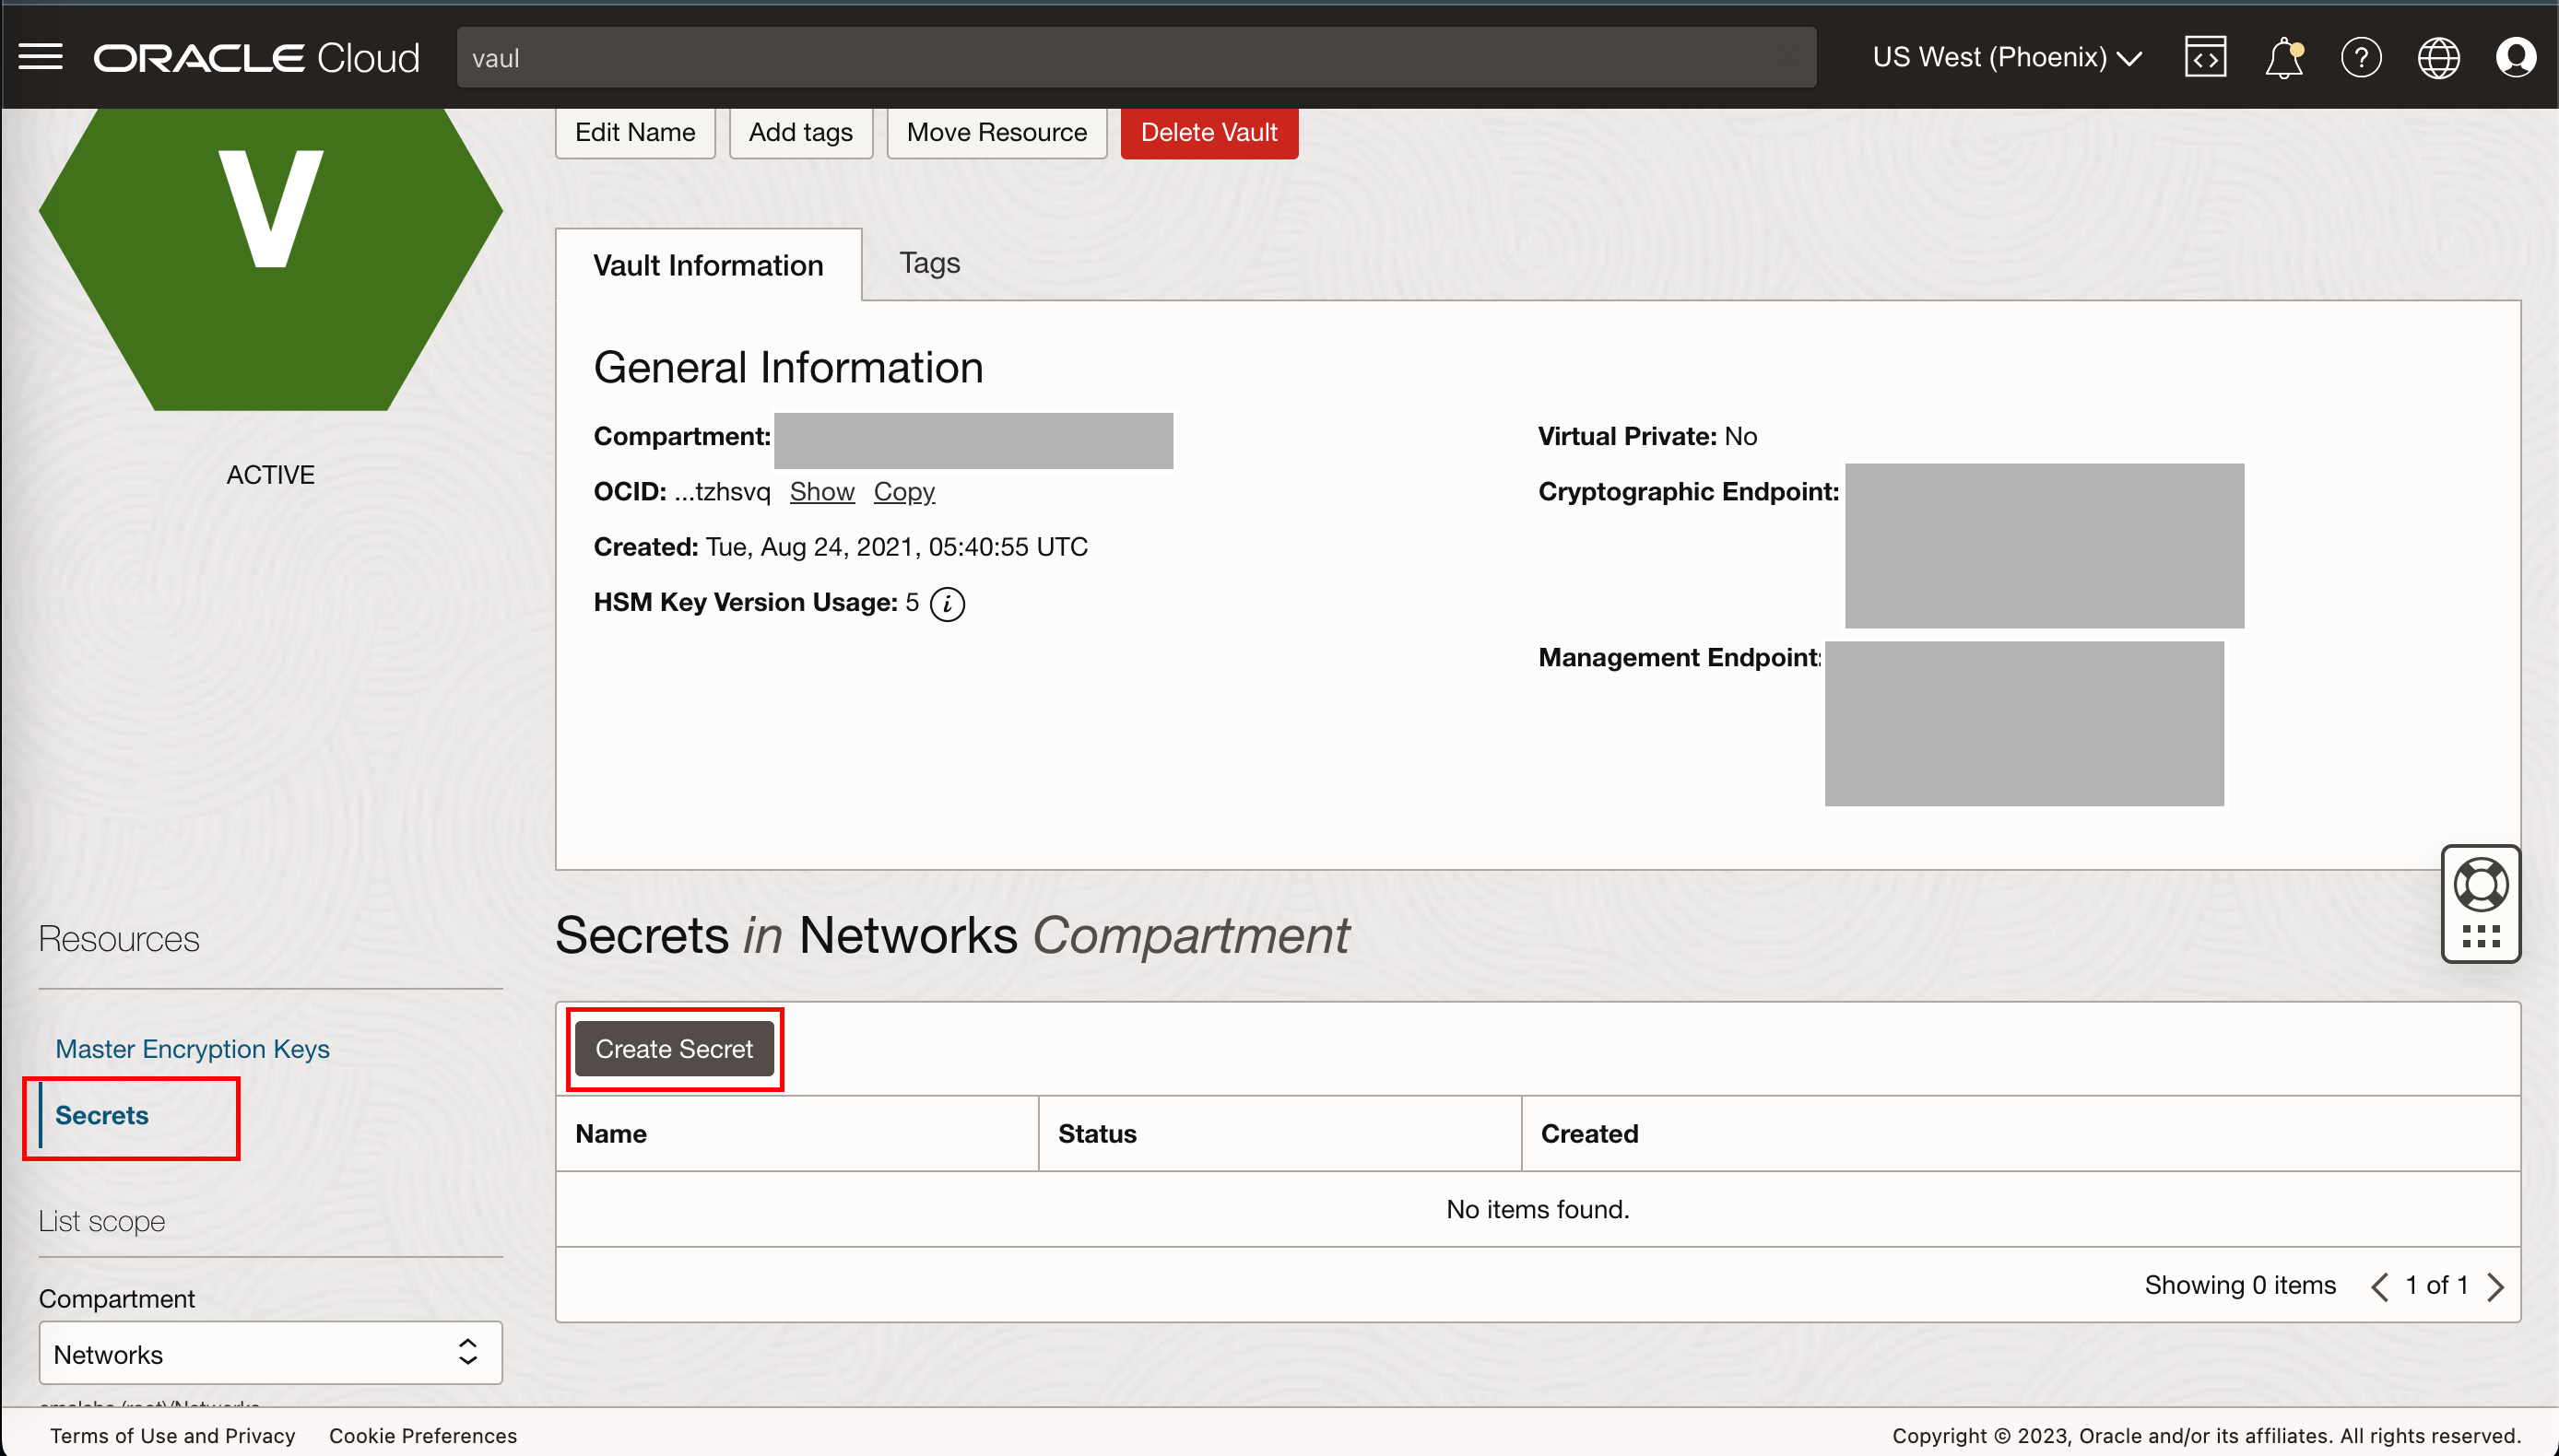 ORACLE Cloud
vaul
US West (Phoenix)
Edit Name
Add tags
Move Resource
Delete Vault
V
ACTIVE
Vault Information
Tags
General Information
Compartment:
OCID: ...tzhsvq Show Copy
Created: Tue, Aug 24, 2021, 05:40:55 UTC
HSM Key Version Usage: 5 i
Virtual Private: No
Cryptographic Endpoint:
Management Endpoint:
Resources
Master Encryption Keys
Secrets
List scope
Compartment
Networks
Secrets in Networks Compartment
Create Secret
Name Status Created
No items found.
Showing 0 items 1 of 1
Terms of Use and Privacy Cookie Preferences
Copyright © 2023, Oracle and/or its affiliates. All rights reserved.